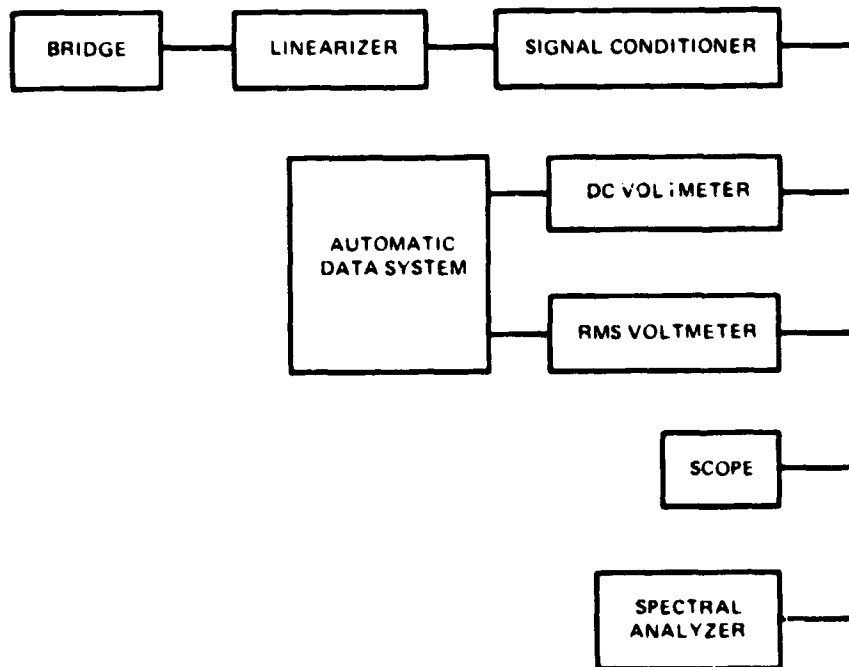 BRIDGE
LINEARIZER
SIGNAL CONDITIONER
DC VOLTMETER
AUTOMATIC
DATA SYSTEM
RMS VOLTMETER
SCOPE
SPECTRAL
ANALYZER